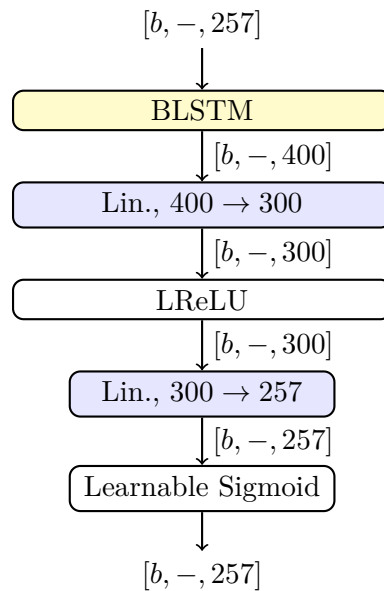 [b, −, 257]
BLSTM
[b, −, 400]
Lin., 400 → 300
[b, −, 300]
LReLU
[b, −, 300]
Lin., 300 → 257
[b, −, 257]
Learnable Sigmoid
[b, −, 257]